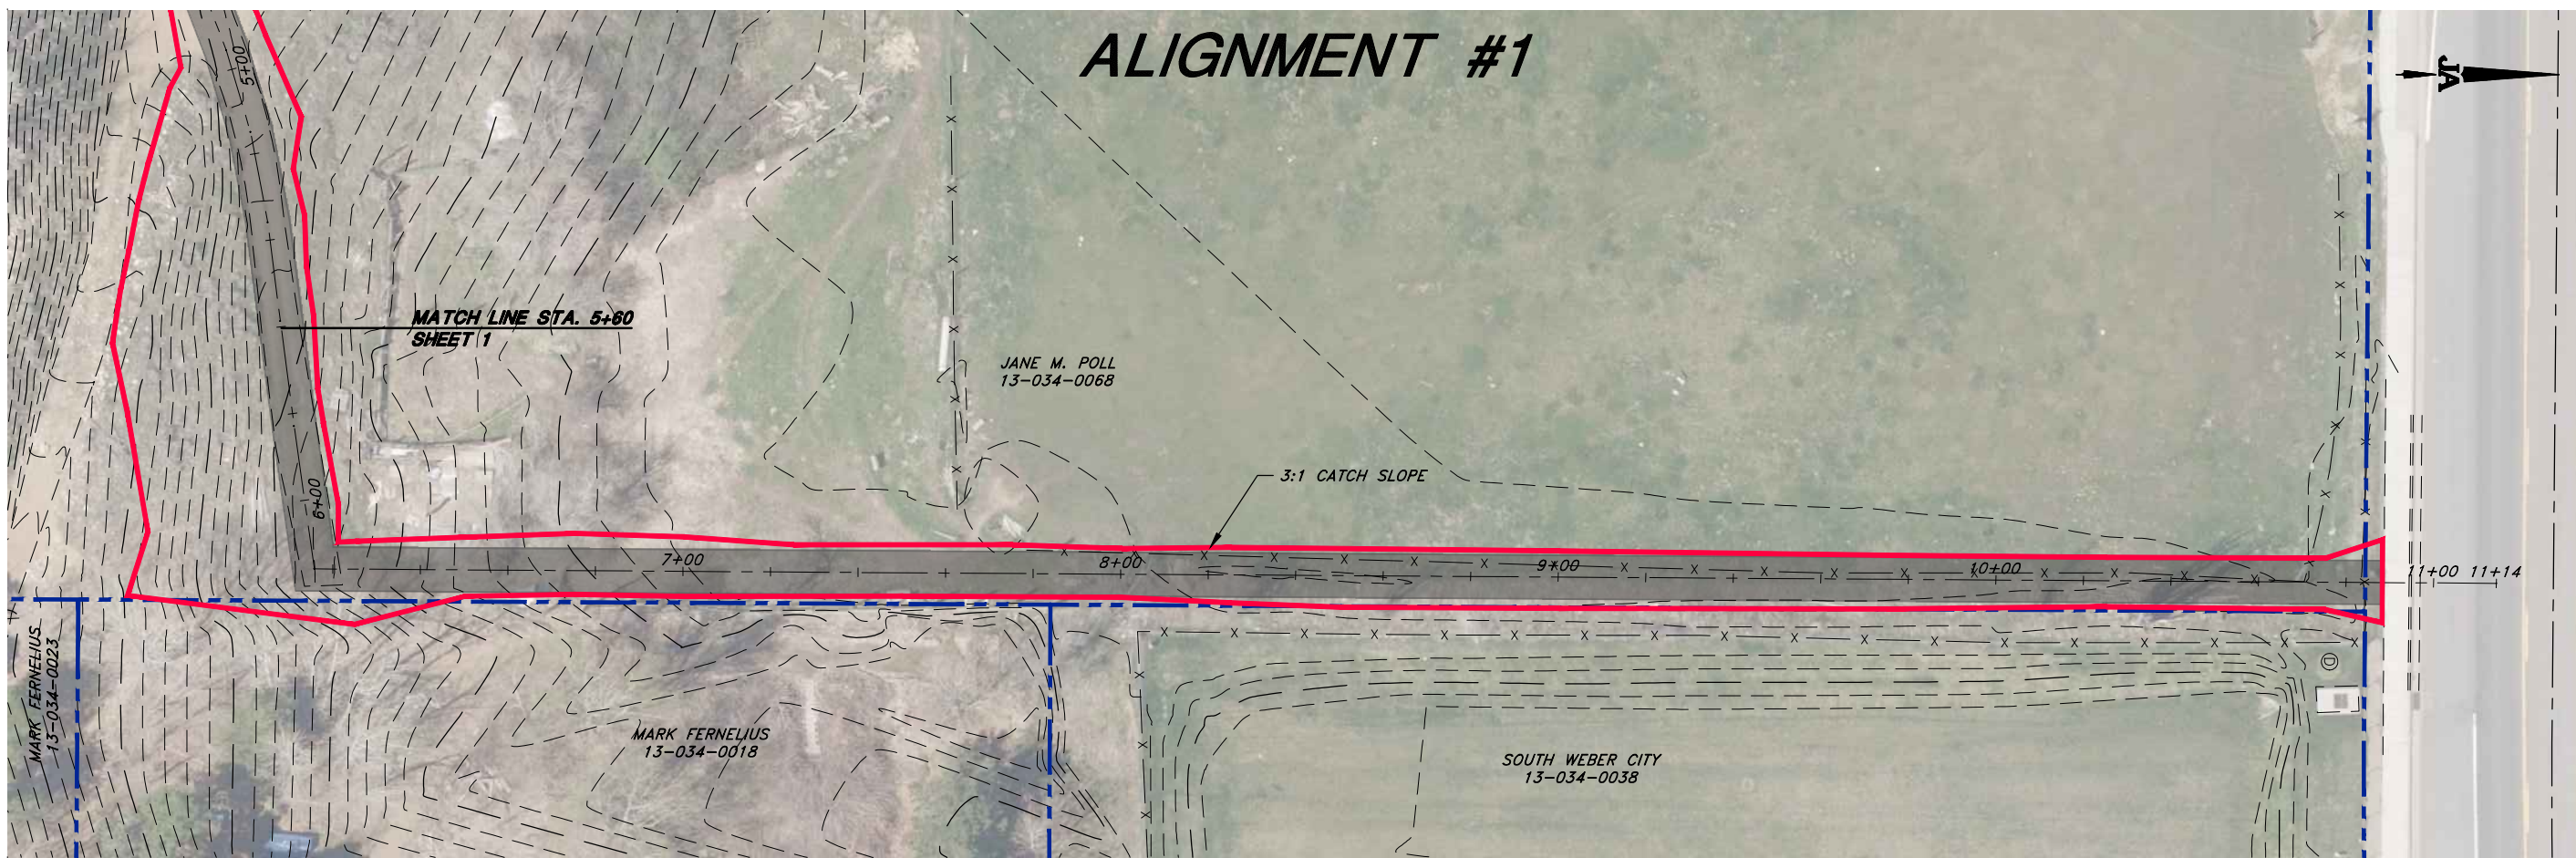 ALIGNMENT #1
JA
5+00
MATCH LINE STA. 5+60
SHEET 1
JANE M. POLL
13-034-0068
3:1 CATCH SLOPE
6+00
7+00
8+00
9+00
10+00
11+00 11+14
MARK FERNELIUS
13-034-0023
MARK FERNELIUS
13-034-0018
SOUTH WEBER CITY
13-034-0038
D